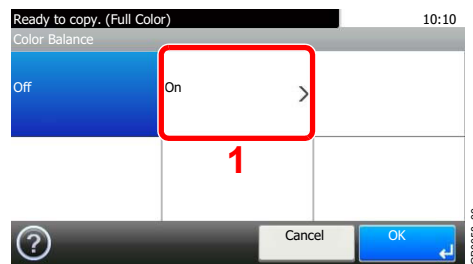 Ready to copy. (Full Color) 10:10
Color Balance
Off On >
1
? Cancel OK